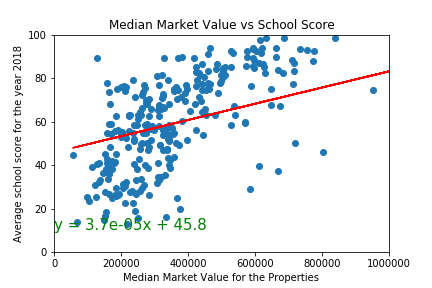 Median Market Value vs School Score
Average school score for the year 2018
100
80
60
40
20
0
y = 3.7e-05x + 45.8
0 200000 400000 600000 800000 1000000
Median Market Value for the Properties